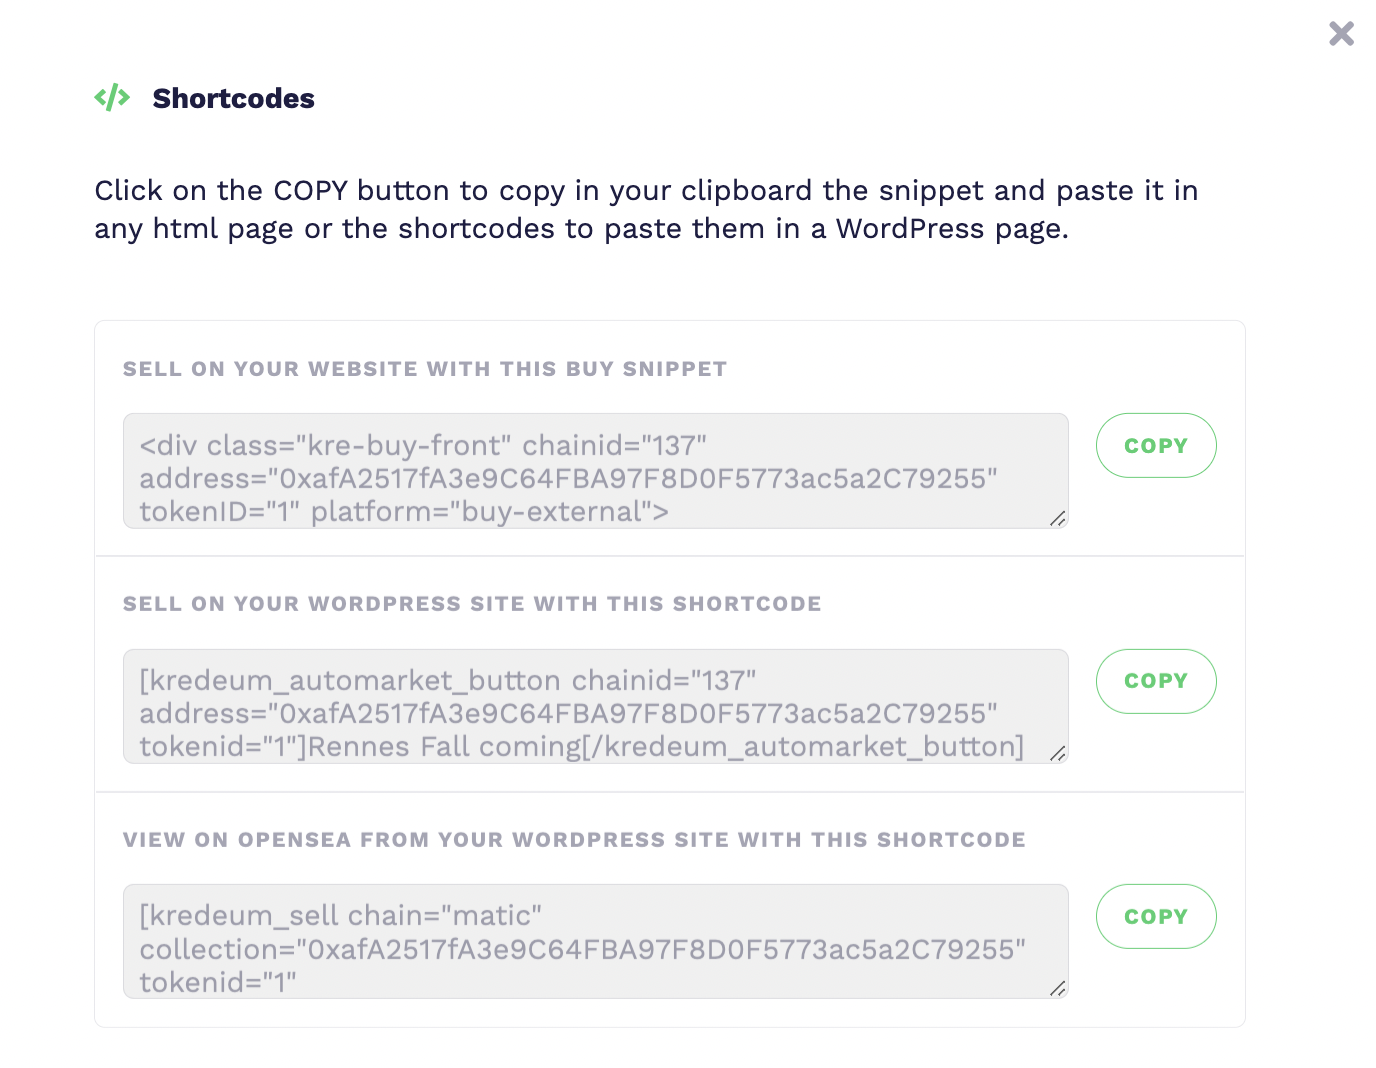 Shortcodes
Click on the COPY button to copy in your clipboard the snippet and paste it in
any html page or the shortcodes to paste them in a WordPress page.
SELL ON YOUR WEBSITE WITH THIS BUY SNIPPET
<div class="kre-buy-front" chainid="137"
address="0xafA2517fA3e9C64FBA97F8D0F5773ac5a2C79255"
tokenID="1" platform="buy-external">
COPY
SELL ON YOUR WORDPRESS SITE WITH THIS SHORTCODE
[kredeum_automarket_button chainid="137"
address="0xafA2517fA3e9C64FBA97F8D0F5773ac5a2C79255"
tokenid="1"]Rennes Fall coming[/kredeum_automarket_button]
COPY
VIEW ON OPENSEA FROM YOUR WORDPRESS SITE WITH THIS SHORTCODE
[kredeum_sell chain="matic"
collection="0xafA2517fA3e9C64FBA97F8D0F5773ac5a2C79255"
tokenid="1"
COPY